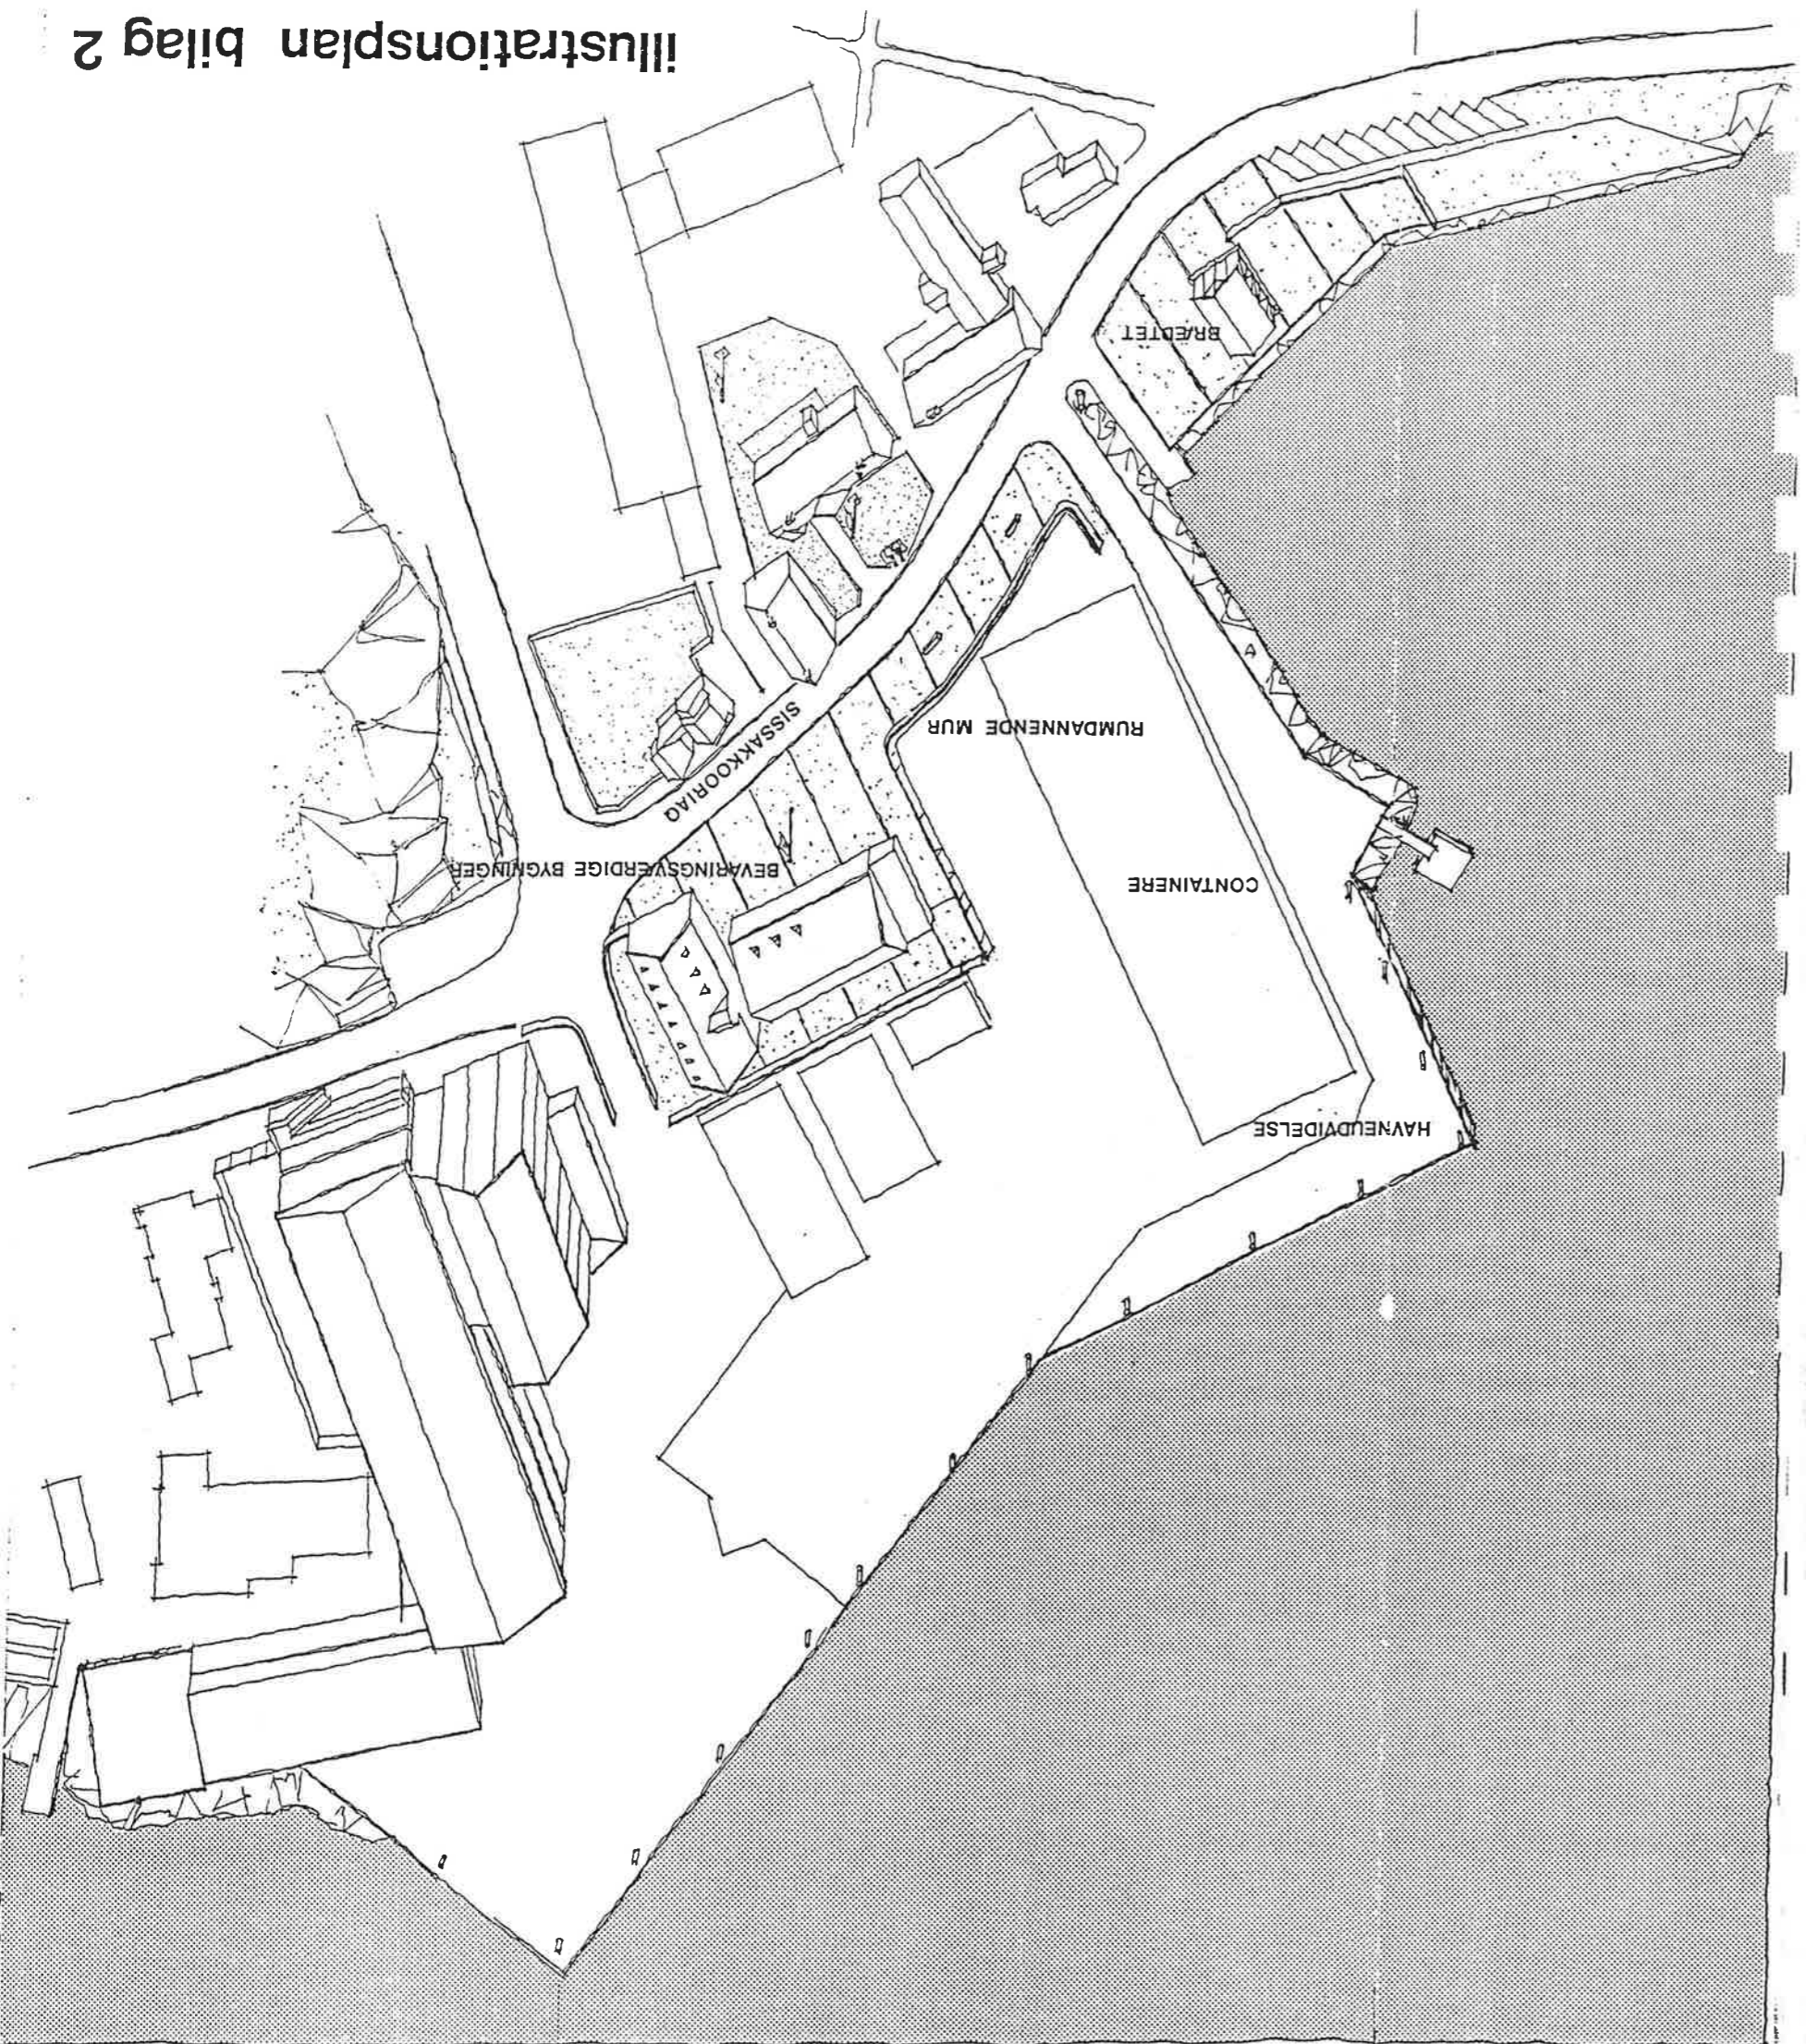 HAVNEUDVIDELSE
CONTAINERE
BEVARINGSVÆRDIGE BYGNINGER
SISSAKKOORIAQ
RUMDANNENDE MUR
BRÆDTET
illustrationsplan bilag 2